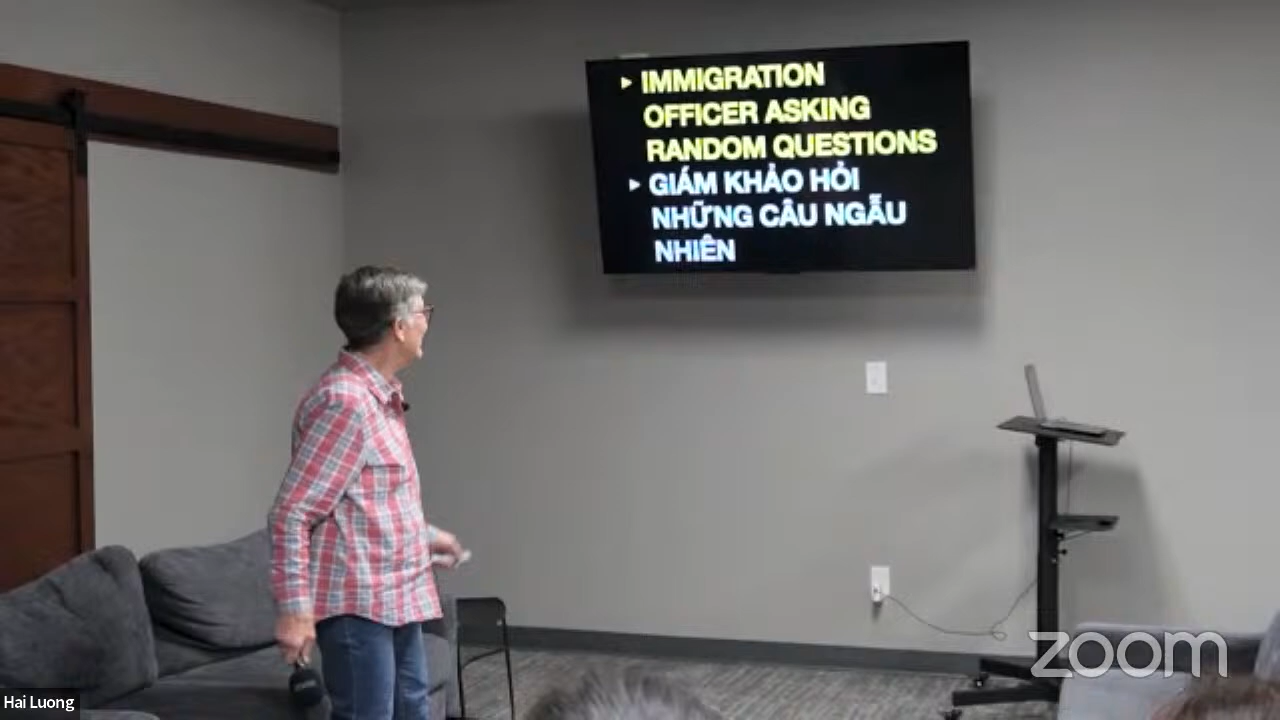 IMMIGRATION
OFFICER ASKING
RANDOM QUESTIONS
GIÁM KHẢO HỎI
NHỮNG CÂU NGẪU
NHIÊN
Hai Luong
zoom